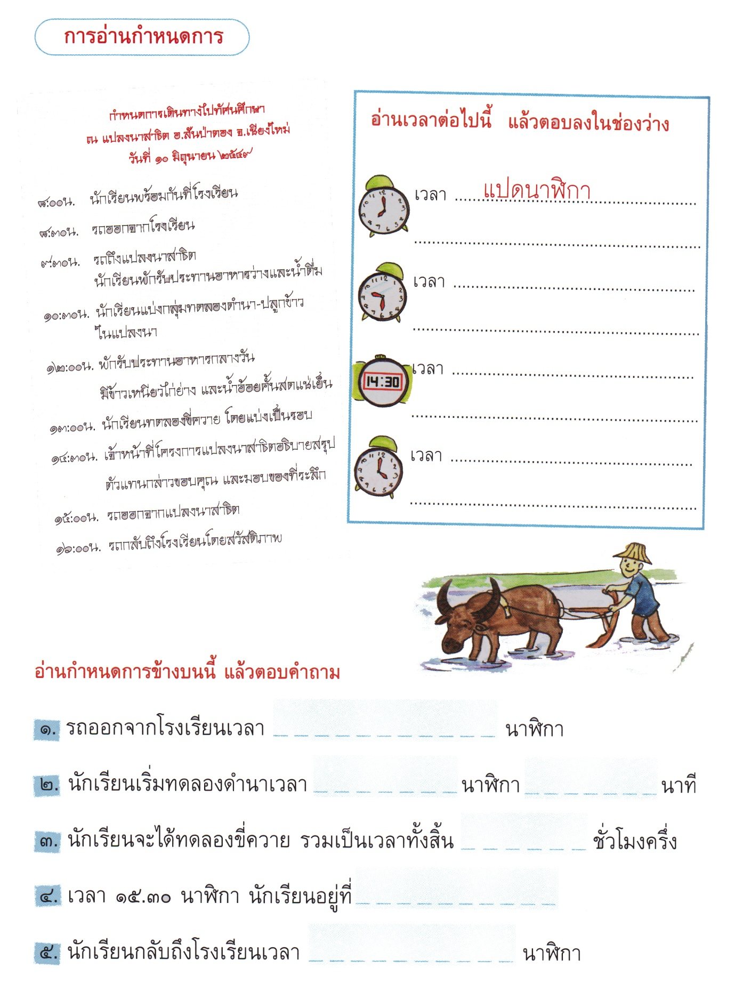 การอ่านกำหนดการ
กำหนดการเดินทางไปทัศนศึกษา
ณ แปลงนาสาธิต อ.สันป่าตอง จ.เชียงใหม่
วันที่ ๑๐ มิถุนายน ๒๕๔๙
๘:๐๐น. นักเรียนพร้อมกันที่โรงเรียน
๘:๓๐น. รถออกจากโรงเรียน
๙:๓๐น. รถถึงแปลงนาสาธิต
นักเรียนพักรับประทานอาหารว่างและน้ำดื่ม
๑๐:๓๐น. นักเรียนแบ่งกลุ่มทดลองดำนา-ปลูกข้าว
ในแปลงนา
๑๒:๐๐น. พักรับประทานอาหารกลางวัน
มีข้าวเหนียวไก่ย่าง และน้ำอ้อยคั้นสดแช่เย็น
๑๓:๐๐น. นักเรียนทดลองขี่ควาย โดยแบ่งเป็นรอบ
๑๔:๓๐น. เจ้าหน้าที่โครงการแปลงนาสาธิตอธิบายสรุป
ตัวแทนกล่าวขอบคุณ และมอบของที่ระลึก
๑๕:๐๐น. รถออกจากแปลงนาสาธิต
๑๖:๐๐น. รถกลับถึงโรงเรียนโดยสวัสดิภาพ
อ่านเวลาต่อไปนี้ แล้วตอบลงในช่องว่าง
เวลา แปดนาฬิกา
เวลา
14:30 เวลา
เวลา
อ่านกำหนดการข้างบนนี้ แล้วตอบคำถาม
๑. รถออกจากโรงเรียนเวลา นาฬิกา
๒. นักเรียนเริ่มทดลองดำนาเวลา นาฬิกา นาที
๓. นักเรียนจะได้ทดลองขี่ควาย รวมเป็นเวลาทั้งสิ้น ชั่วโมงครึ่ง
๔. เวลา ๑๕.๓๐ นาฬิกา นักเรียนอยู่ที่
๕. นักเรียนกลับถึงโรงเรียนเวลา นาฬิกา